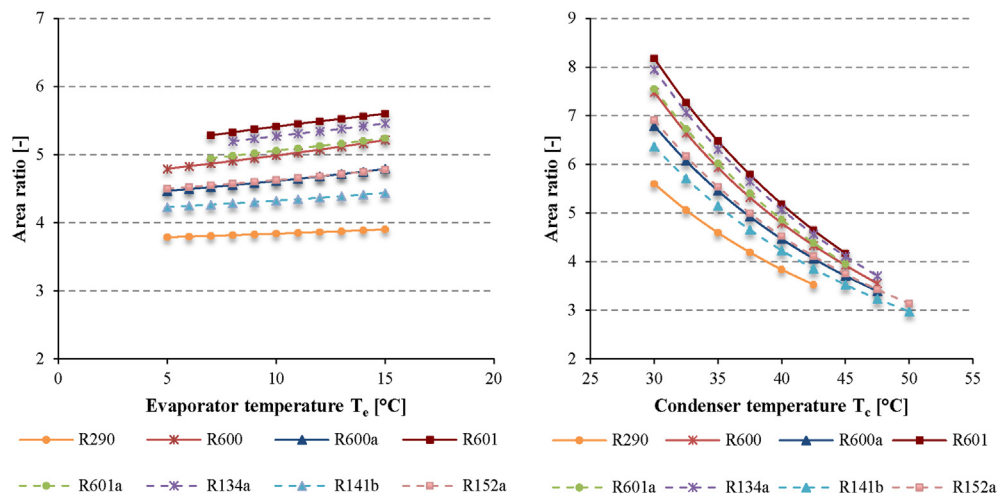 7
6
5
4
3
2
Area ratio [-]
0 5 10 15 20
Evaporator temperature Te [°C]
R290 R600 R600a R601
R601a R134a R141b R152a
9
8
7
6
5
4
3
2
Area ratio [-]
25 30 35 40 45 50 55
Condenser temperature Tc [°C]
R290 R600 R600a R601
R601a R134a R141b R152a